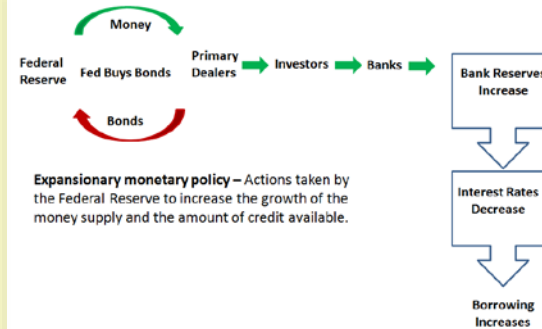 Money
Federal
Reserve
Fed Buys Bonds
Primary
Dealers
Investors
Banks
Bonds
Bank Reserves
Increase
Expansionary monetary policy – Actions taken by
the Federal Reserve to increase the growth of the
money supply and the amount of credit available.
Interest Rates
Decrease
Borrowing
Increases